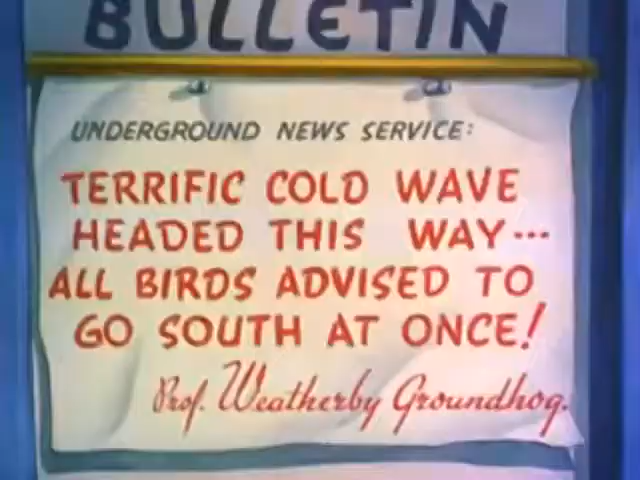 BULLETIN
UNDERGROUND NEWS SERVICE:
TERRIFIC COLD WAVE
HEADED THIS WAY...
ALL BIRDS ADVISED TO
GO SOUTH AT ONCE!
Prof. Weatherby Groundhog.